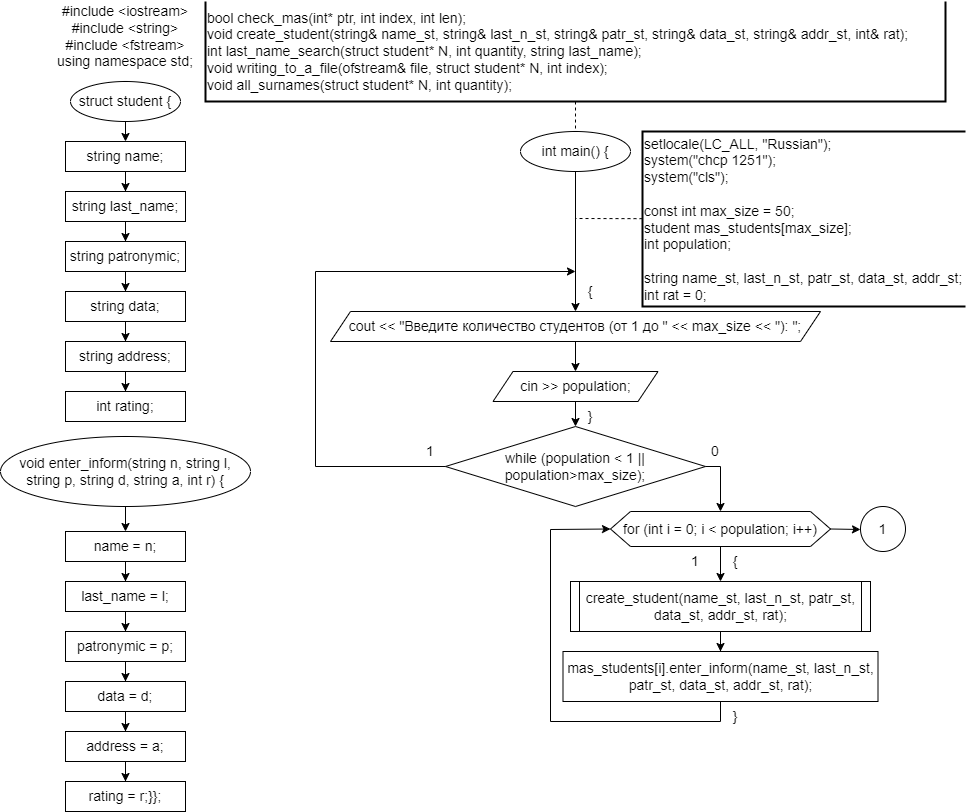 #include <iostream>
#include <string>
#include <fstream>
using namespace std;
struct student {
string name;
string last_name;
string patronymic;
string data;
string address;
int rating;
void enter_inform(string n, string l,
string p, string d, string a, int r) {
name = n;
last_name = l;
patronymic = p;
data = d;
address = a;
rating = r;}};
bool check_mas(int* ptr, int index, int len);
void create_student(string& name_st, string& last_n_st, string& patr_st, string& data_st, string& addr_st, int& rat);
int last_name_search(struct student* N, int quantity, string last_name);
void writing_to_a_file(ofstream& file, struct student* N, int index);
void all_surnames(struct student* N, int quantity);
int main() {
setlocale(LC_ALL, "Russian");
system("chcp 1251");
system("cls");
const int max_size = 50;
student mas_students[max_size];
int population;
string name_st, last_n_st, patr_st, data_st, addr_st;
int rat = 0;
{
cout << "Введите количество студентов (от 1 до " << max_size << "): ";
cin >> population;
}
1
while (population < 1 ||
population>max_size);
0
for (int i = 0; i < population; i++)
1
1
{
create_student(name_st, last_n_st, patr_st,
data_st, addr_st, rat);
mas_students[i].enter_inform(name_st, last_n_st,
patr_st, data_st, addr_st, rat);
}